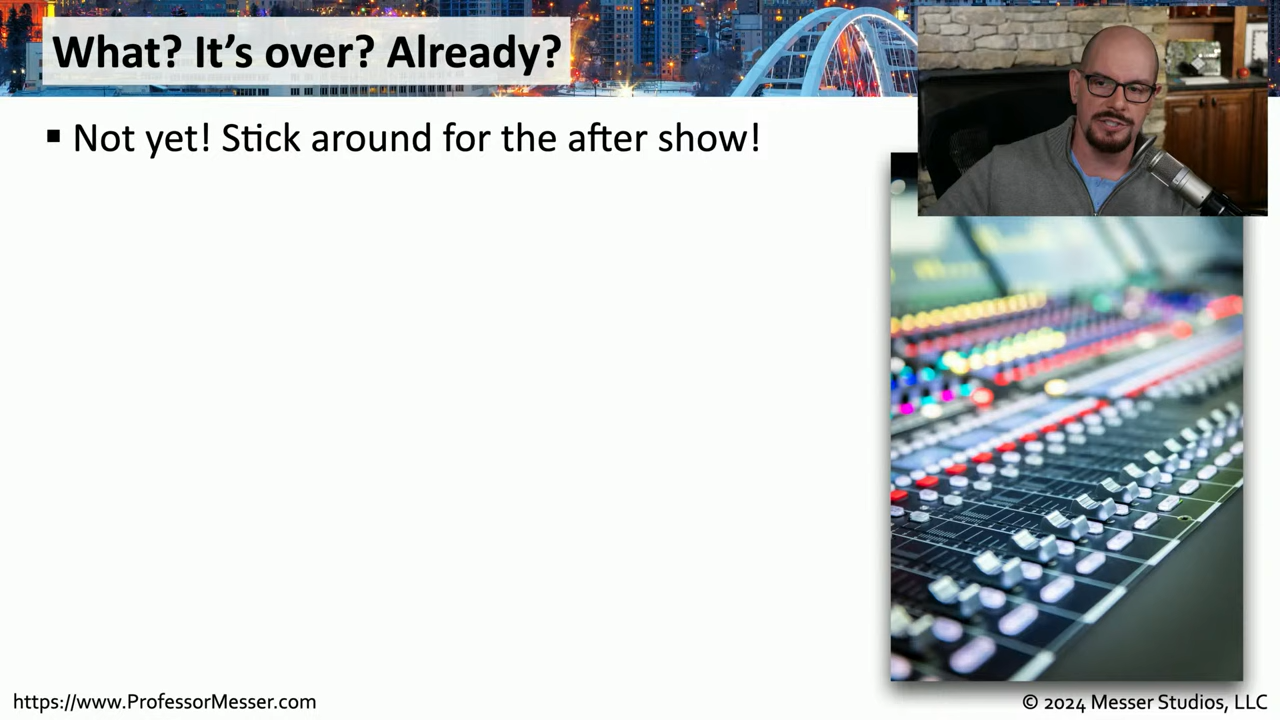 What? It's over? Already?
▪ Not yet! Stick around for the after show!
https://www.ProfessorMesser.com
© 2024 Messer Studios, LLC